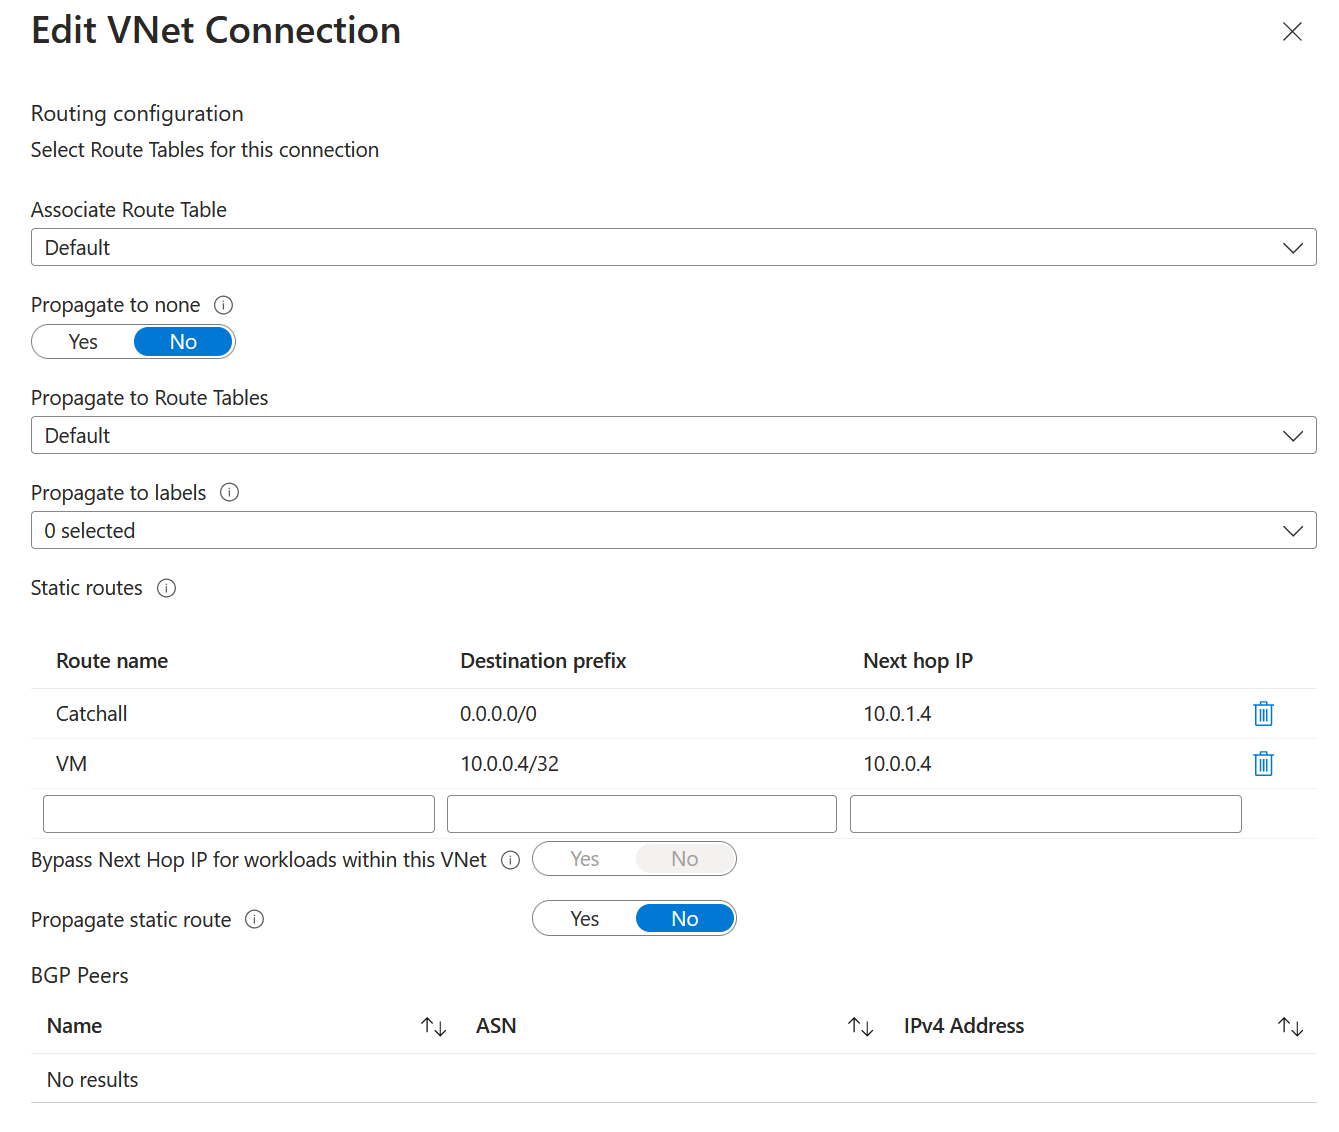 Edit VNet Connection
Routing configuration
Select Route Tables for this connection
Associate Route Table
Default
Propagate to none
Yes No
Propagate to Route Tables
Default
Propagate to labels
0 selected
Static routes
Route name Destination prefix Next hop IP
Catchall 0.0.0.0/0 10.0.1.4
VM 10.0.0.4/32 10.0.0.4
Bypass Next Hop IP for workloads within this VNet Yes No
Propagate static route Yes No
BGP Peers
Name ASN IPv4 Address
No results